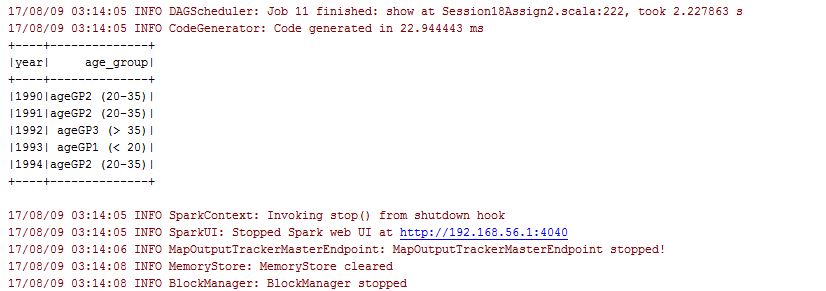 17/08/09 03:14:05 INFO DAGScheduler: Job 11 finished: show at Session18Assign2.scala:222, took 2.227863 s
17/08/09 03:14:05 INFO CodeGenerator: Code generated in 22.944443 ms
+----+--------------+
|year|     age_group|
+----+--------------+
|1990|ageGP2 (20-35)|
|1991|ageGP2 (20-35)|
|1992| ageGP3 (> 35)|
|1993| ageGP1 (< 20)|
|1994|ageGP2 (20-35)|
+----+--------------+
17/08/09 03:14:05 INFO SparkContext: Invoking stop() from shutdown hook
17/08/09 03:14:05 INFO SparkUI: Stopped Spark web UI at http://192.168.56.1:4040
17/08/09 03:14:06 INFO MapOutputTrackerMasterEndpoint: MapOutputTrackerMasterEndpoint stopped!
17/08/09 03:14:08 INFO MemoryStore: MemoryStore cleared
17/08/09 03:14:08 INFO BlockManager: BlockManager stopped